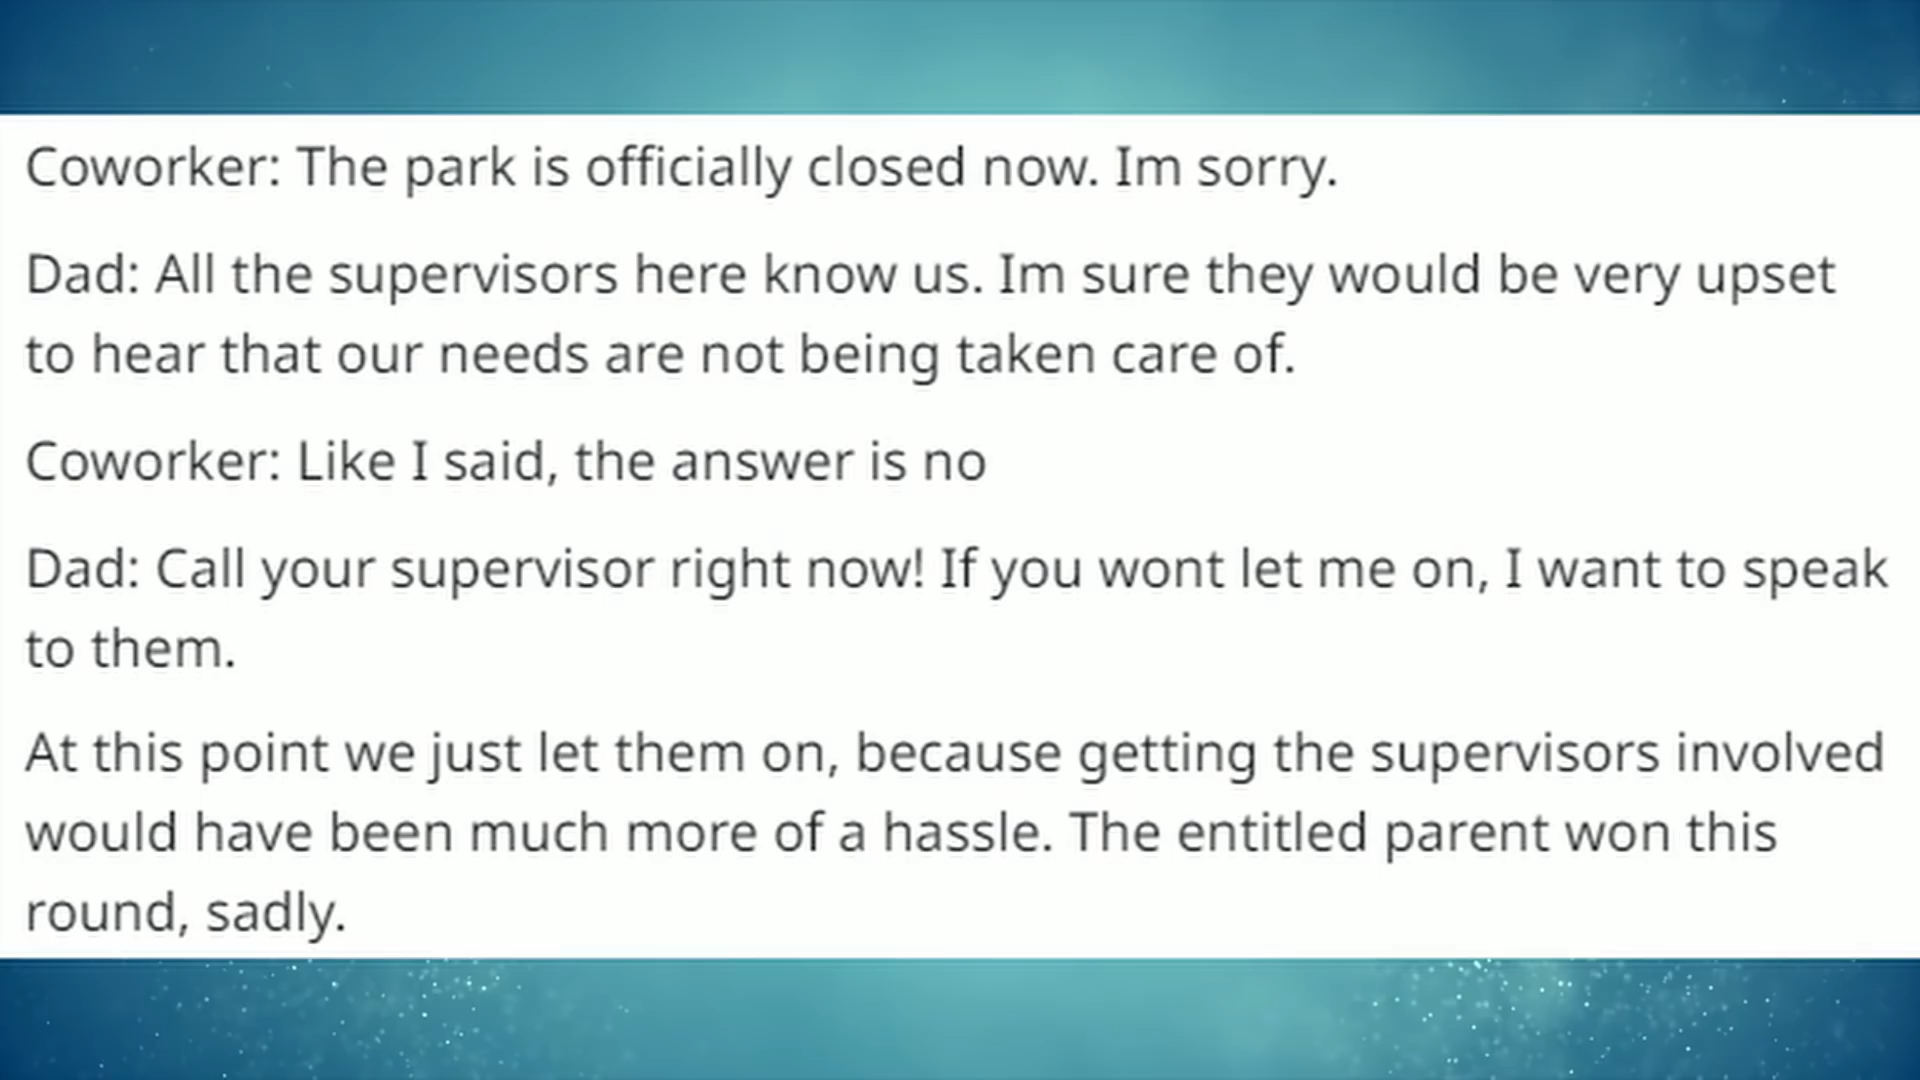 Coworker: The park is officially closed now. Im sorry.
Dad: All the supervisors here know us. Im sure they would be very upset
to hear that our needs are not being taken care of.
Coworker: Like I said, the answer is no
Dad: Call your supervisor right now! If you wont let me on, I want to speak
to them.
At this point we just let them on, because getting the supervisors involved
would have been much more of a hassle. The entitled parent won this
round, sadly.